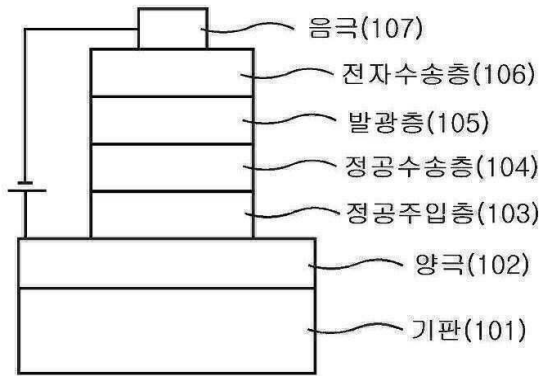 음극(107)
전자수송층(106)
발광층(105)
정공수송층(104)
정공주입층(103)
양극(102)
기판(101)